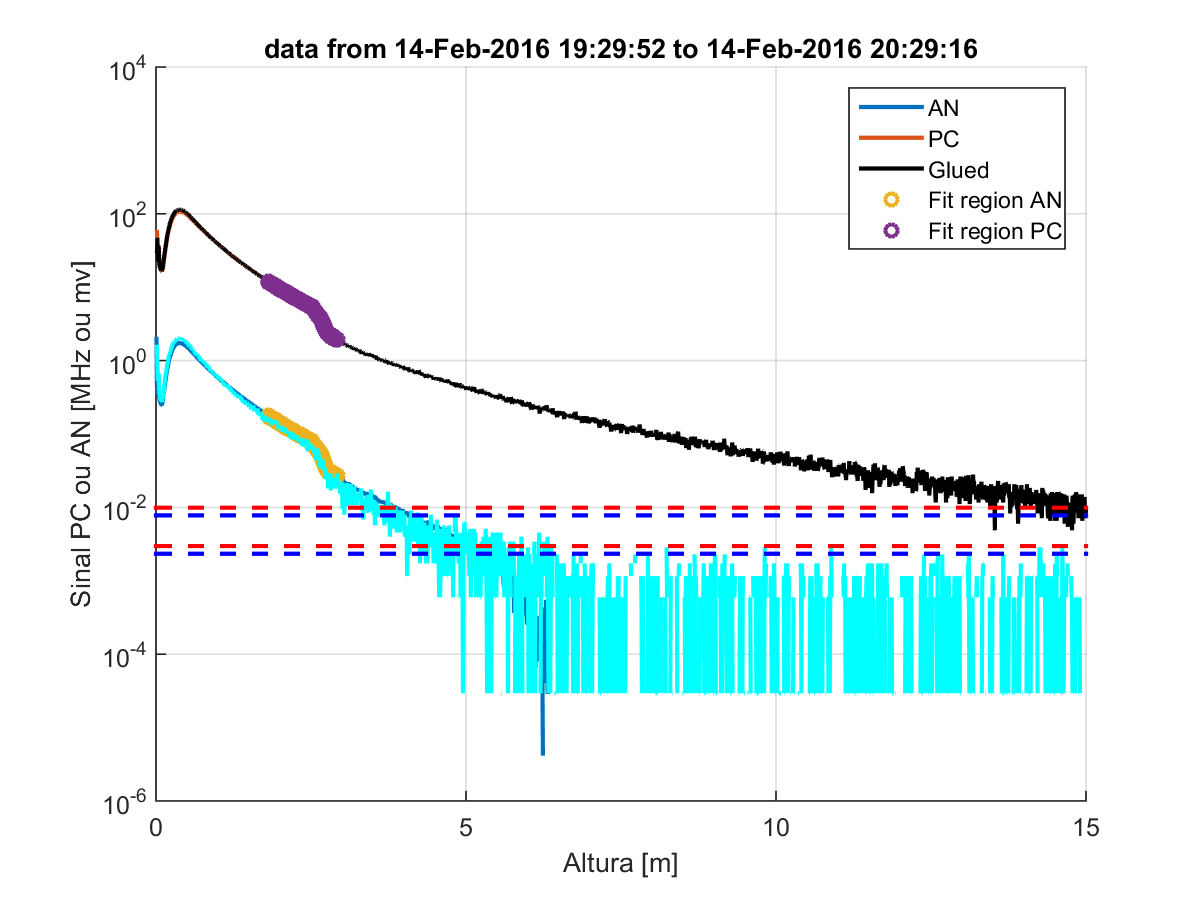 data from 14-Feb-2016 19:29:52 to 14-Feb-2016 20:29:16
10^4
10^2
10^0
10^-2
10^-4
10^-6
Sinal PC ou AN [MHz ou mv]
AN
PC
Glued
Fit region AN
Fit region PC
0
5
10
15
Altura [m]